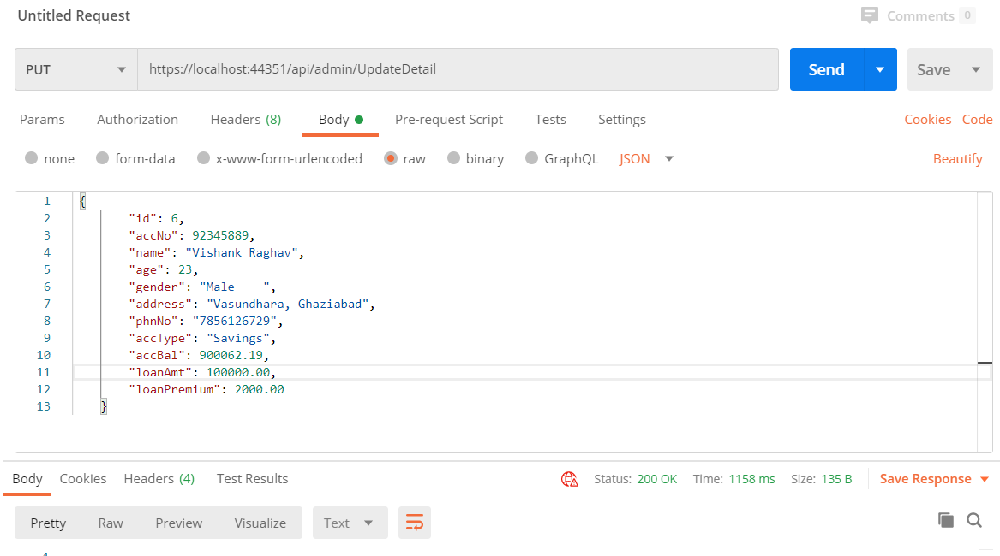 Untitled Request Comments 0
PUT https://localhost:44351/api/admin/UpdateDetail Send Save
Params Authorization Headers (8) Body Pre-request Script Tests Settings Cookies Code
none form-data x-www-form-urlencoded raw binary GraphQL JSON Beautify
1 {
2 "id": 6,
3 "accNo": 92345889,
4 "name": "Vishank Raghav",
5 "age": 23,
6 "gender": "Male    ",
7 "address": "Vasundhara, Ghaziabad",
8 "phnNo": "7856126729",
9 "accType": "Savings",
10 "accBal": 900062.19,
11 "loanAmt": 100000.00,
12 "loanPremium": 2000.00
13 }
Body Cookies Headers (4) Test Results Status: 200 OK Time: 1158 ms Size: 135 B Save Response
Pretty Raw Preview Visualize Text
1